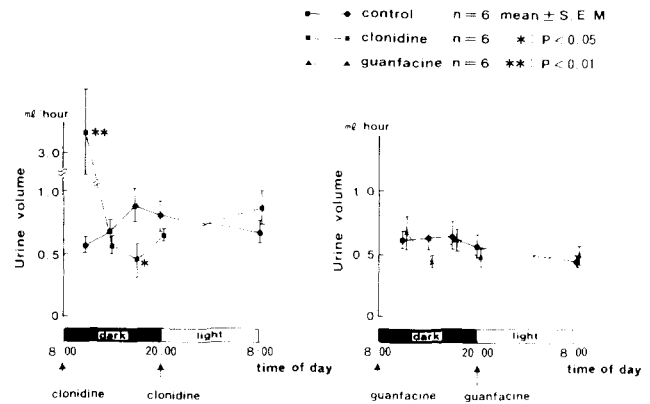 control n = 6 mean ± S.E.M
clonidine n = 6 * : P < 0.05
guanfacine n = 6 ** : P < 0.01
ml/hour
3.0
1.0
0.5
0
Urine volume
**
*
dark light
8:00 20:00 8:00
time of day
clonidine clonidine
ml/hour
1.0
0.5
0
Urine volume
dark light
8:00 20:00 8:00
time of day
guanfacine guanfacine